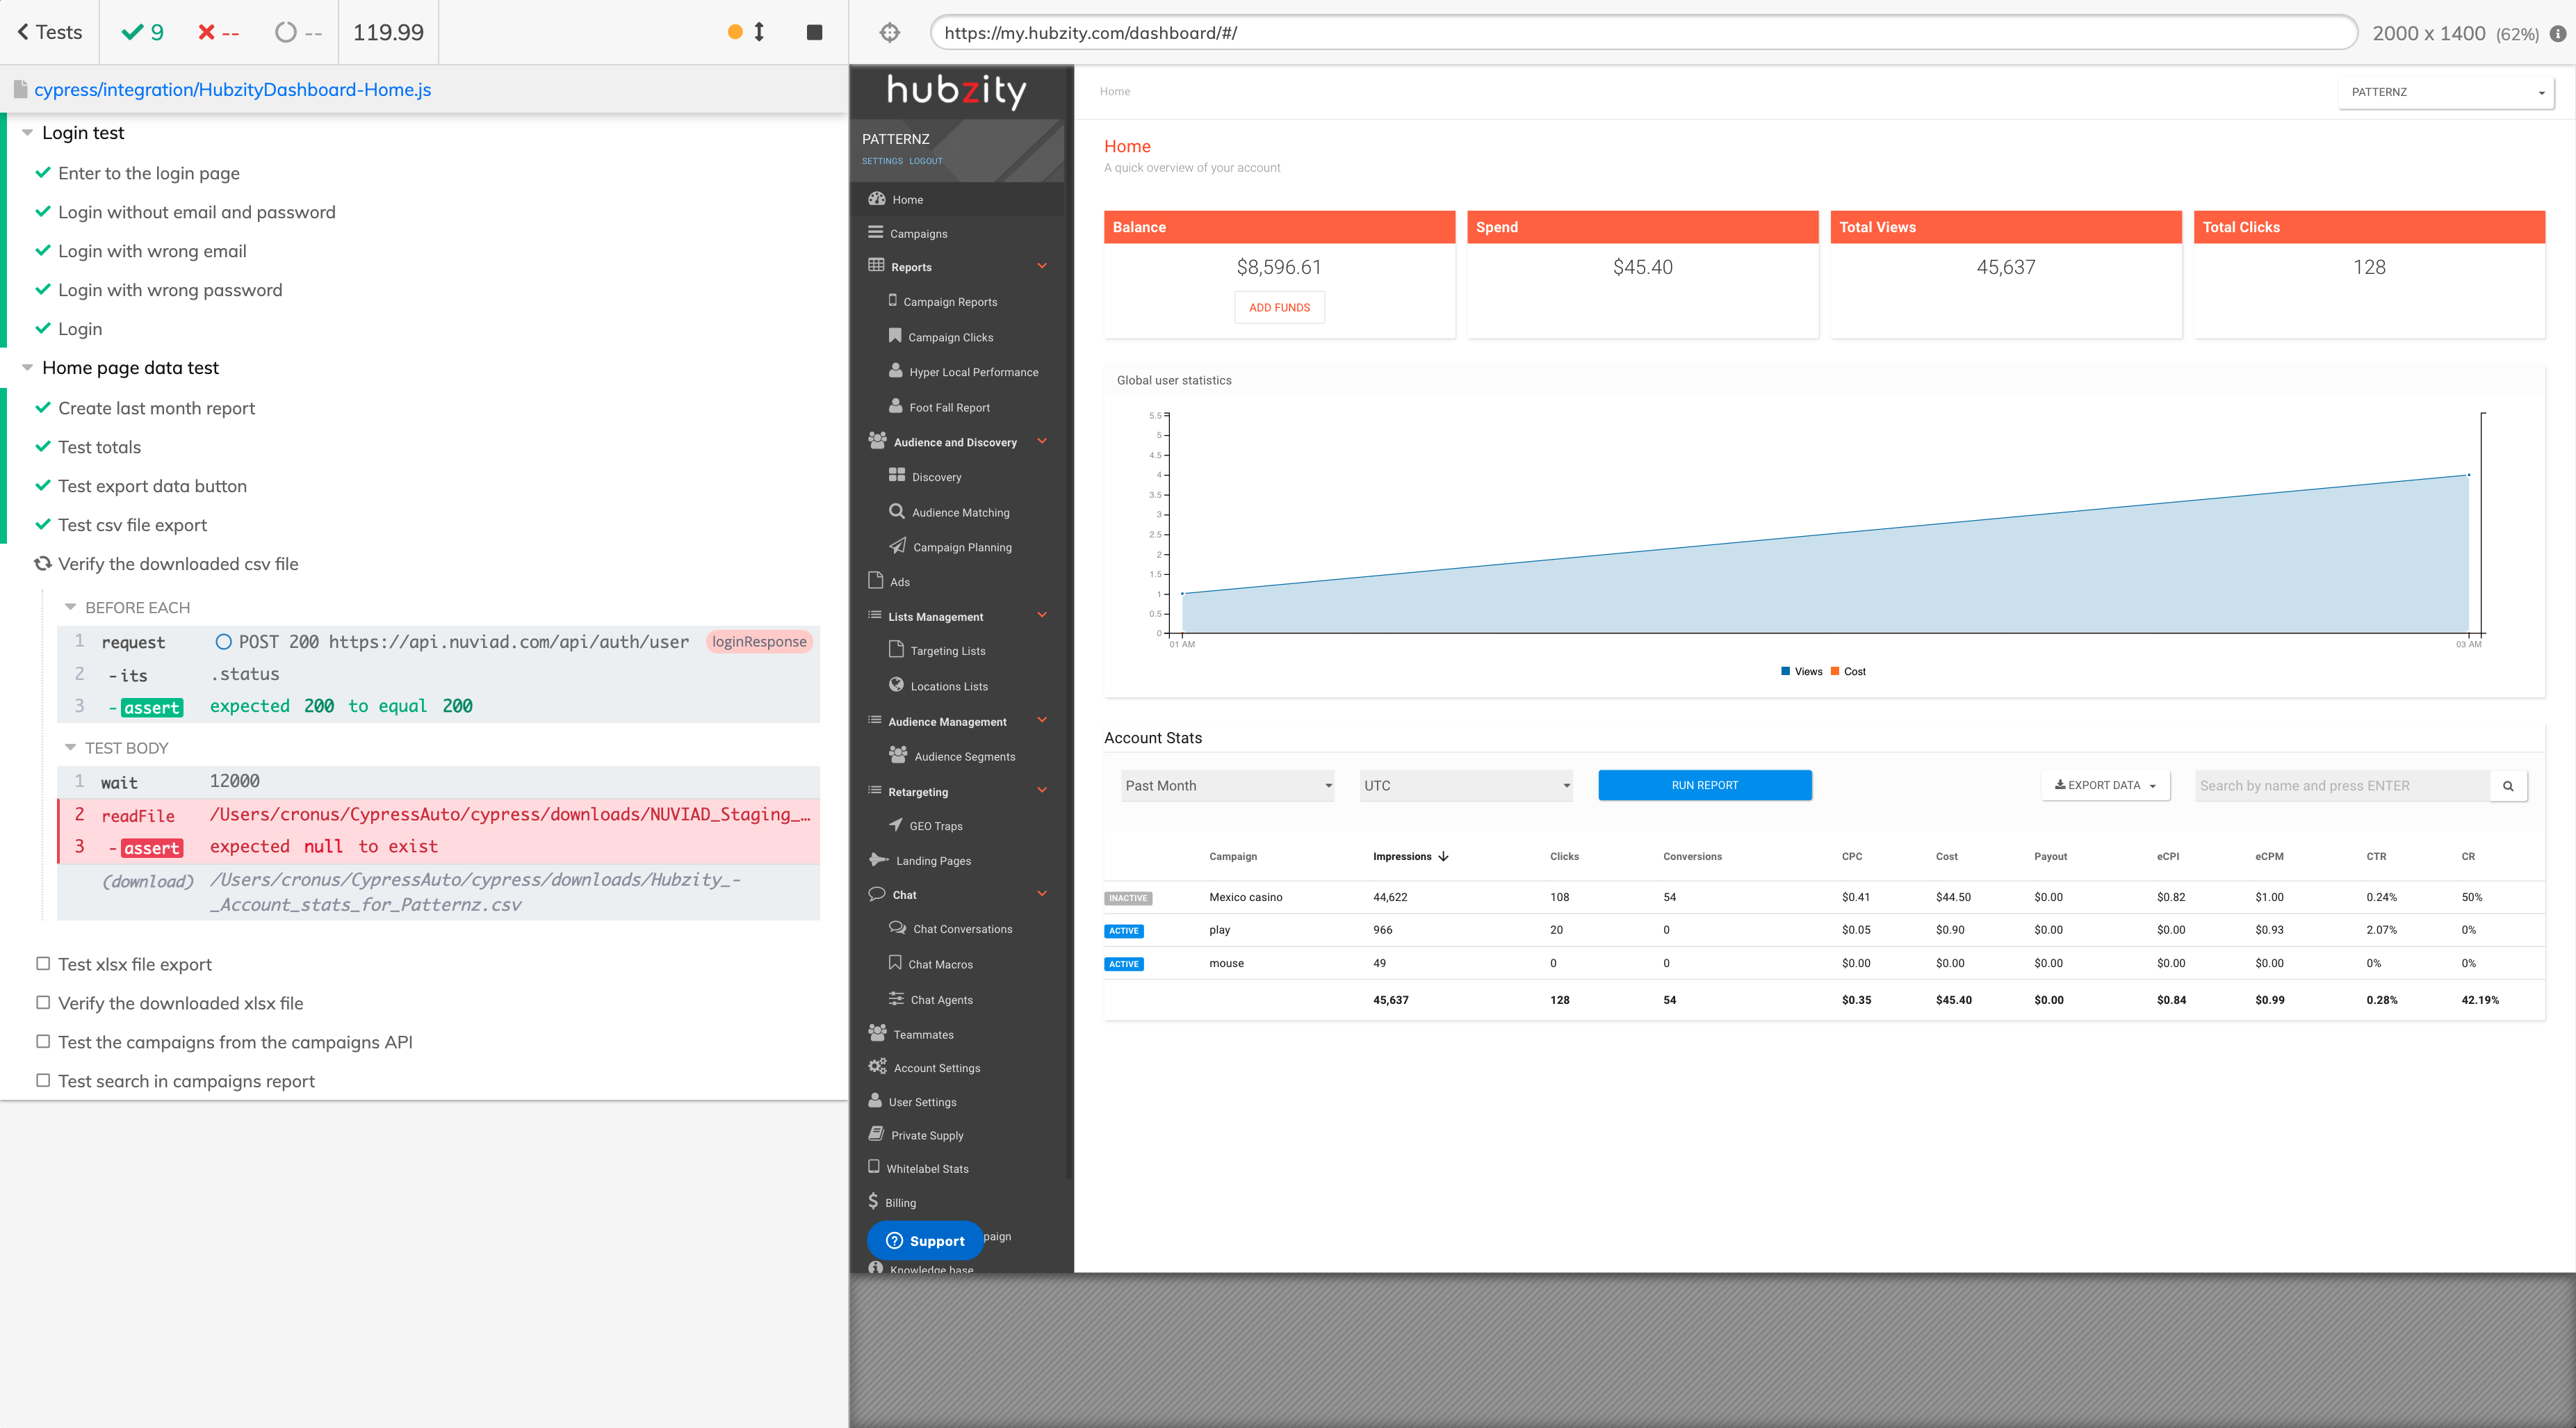 Tests
9
--
--
119.99
https://my.hubzity.com/dashboard/#/
2000 x 1400 (62%)
cypress/integration/HubzityDashboard-Home.js
Login test
Enter to the login page
Login without email and password
Login with wrong email
Login with wrong password
Login
Home page data test
Create last month report
Test totals
Test export data button
Test csv file export
Verify the downloaded csv file
BEFORE EACH
1 request POST 200 https://api.nuviad.com/api/auth/user loginResponse
2 -its .status
3 -assert expected 200 to equal 200
TEST BODY
1 wait 12000
2 readFile /Users/cronus/CypressAuto/cypress/downloads/NUVIAD_Staging_…
3 -assert expected null to exist
(download) /Users/cronus/CypressAuto/cypress/downloads/Hubzity_-
_Account_stats_for_Patternz.csv
Test xlsx file export
Verify the downloaded xlsx file
Test the campaigns from the campaigns API
Test search in campaigns report
hubzity
PATTERNZ
SETTINGS LOGOUT
Home
Campaigns
Reports
Campaign Reports
Campaign Clicks
Hyper Local Performance
Foot Fall Report
Audience and Discovery
Discovery
Audience Matching
Campaign Planning
Ads
Lists Management
Targeting Lists
Locations Lists
Audience Management
Audience Segments
Retargeting
GEO Traps
Landing Pages
Chat
Chat Conversations
Chat Macros
Chat Agents
Teammates
Account Settings
User Settings
Private Supply
Whitelabel Stats
Billing
paign
Support
Knowledge base
Home
PATTERNZ
Home
A quick overview of your account
Balance
$8,596.61
ADD FUNDS
Spend
$45.40
Total Views
45,637
Total Clicks
128
Global user statistics
5.5
5
4.5
4
3.5
3
2.5
2
1.5
1
0.5
0
01 AM
03 AM
Views Cost
Account Stats
Past Month
UTC
RUN REPORT
EXPORT DATA
Search by name and press ENTER
Campaign Impressions Clicks Conversions CPC Cost Payout eCPI eCPM CTR CR
INACTIVE Mexico casino 44,622 108 54 $0.41 $44.50 $0.00 $0.82 $1.00 0.24% 50%
ACTIVE play 966 20 0 $0.05 $0.90 $0.00 $0.00 $0.93 2.07% 0%
ACTIVE mouse 49 0 0 $0.00 $0.00 $0.00 $0.00 $0.00 0% 0%
45,637 128 54 $0.35 $45.40 $0.00 $0.84 $0.99 0.28% 42.19%